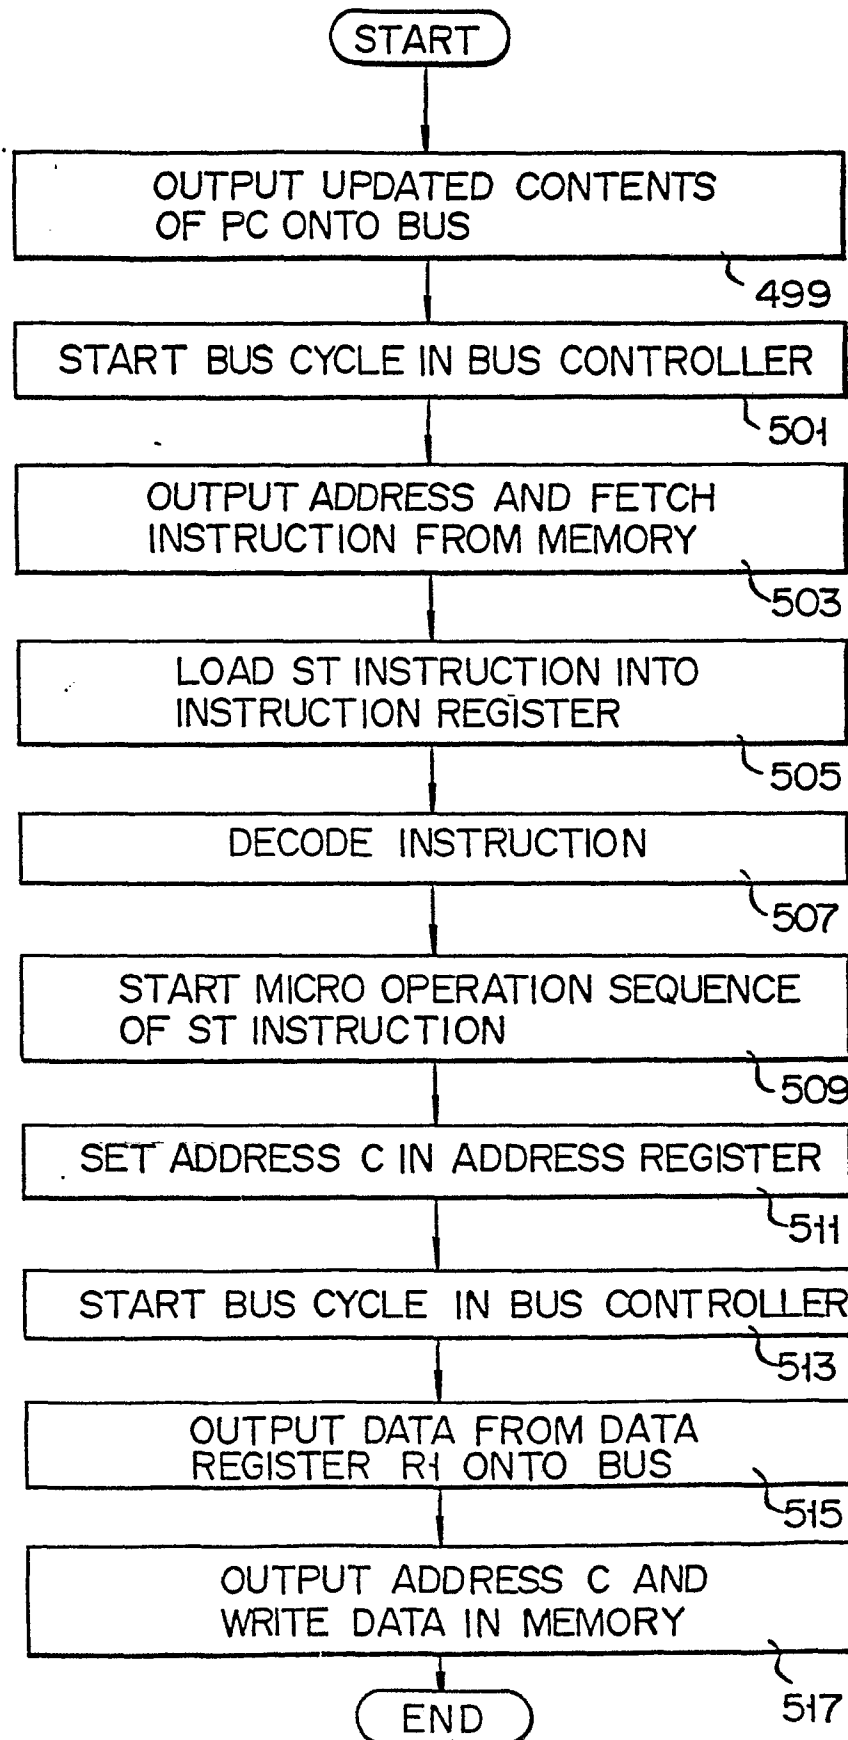 START
OUTPUT UPDATED CONTENTS
OF PC ONTO BUS
499
START BUS CYCLE IN BUS CONTROLLER
501
OUTPUT ADDRESS AND FETCH
INSTRUCTION FROM MEMORY
503
LOAD ST INSTRUCTION INTO
INSTRUCTION REGISTER
505
DECODE INSTRUCTION
507
START MICRO OPERATION SEQUENCE
OF ST INSTRUCTION
509
SET ADDRESS C IN ADDRESS REGISTER
511
START BUS CYCLE IN BUS CONTROLLER
513
OUTPUT DATA FROM DATA
REGISTER R1 ONTO BUS
515
OUTPUT ADDRESS C AND
WRITE DATA IN MEMORY
517
END